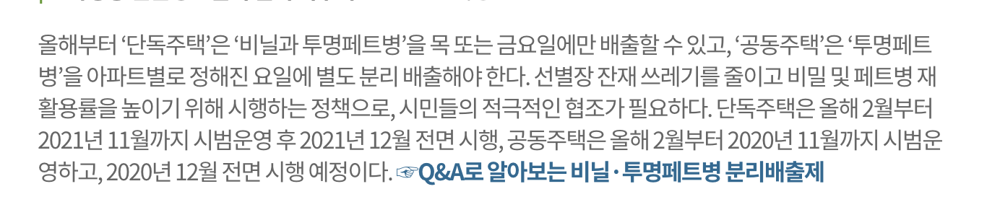 올해부터 ‘단독주택’은 ‘비닐과 투명페트병’을 목 또는 금요일에만 배출할 수 있고, ‘공동주택’은 ‘투명페트
병’을 아파트별로 정해진 요일에 별도 분리 배출해야 한다. 선별장 잔재 쓰레기를 줄이고 비밀 및 페트병 재
활용률을 높이기 위해 시행하는 정책으로, 시민들의 적극적인 협조가 필요하다. 단독주택은 올해 2월부터
2021년 11월까지 시범운영 후 2021년 12월 전면 시행, 공동주택은 올해 2월부터 2020년 11월까지 시범운
영하고, 2020년 12월 전면 시행 예정이다. ☞Q&A로 알아보는 비닐·투명페트병 분리배출제